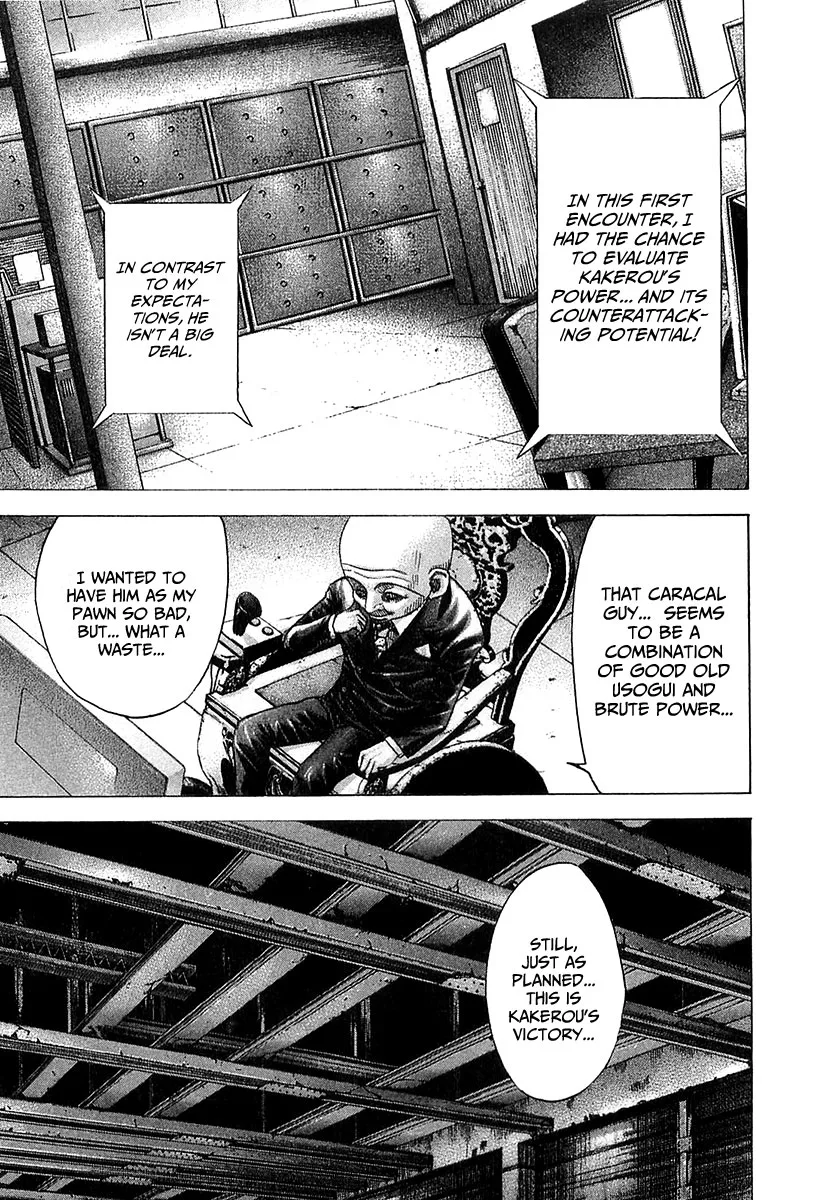 IN THIS FIRST
ENCOUNTER, I
HAD THE CHANCE
TO EVALUATE
KAKEROU'S
POWER... AND ITS
COUNTERATTACK-
ING POTENTIAL!
IN CONTRAST
TO MY
EXPECTA-
TIONS, HE
ISN'T A BIG
DEAL.
THAT CARACAL
GUY... SEEMS
TO BE A
COMBINATION
OF GOOD OLD
USOGUI AND
BRUTE POWER...
I WANTED TO
HAVE HIM AS MY
PAWN SO BAD,
BUT... WHAT A
WASTE...
STILL,
JUST AS
PLANNED...
THIS IS
KAKEROU'S
VICTORY...